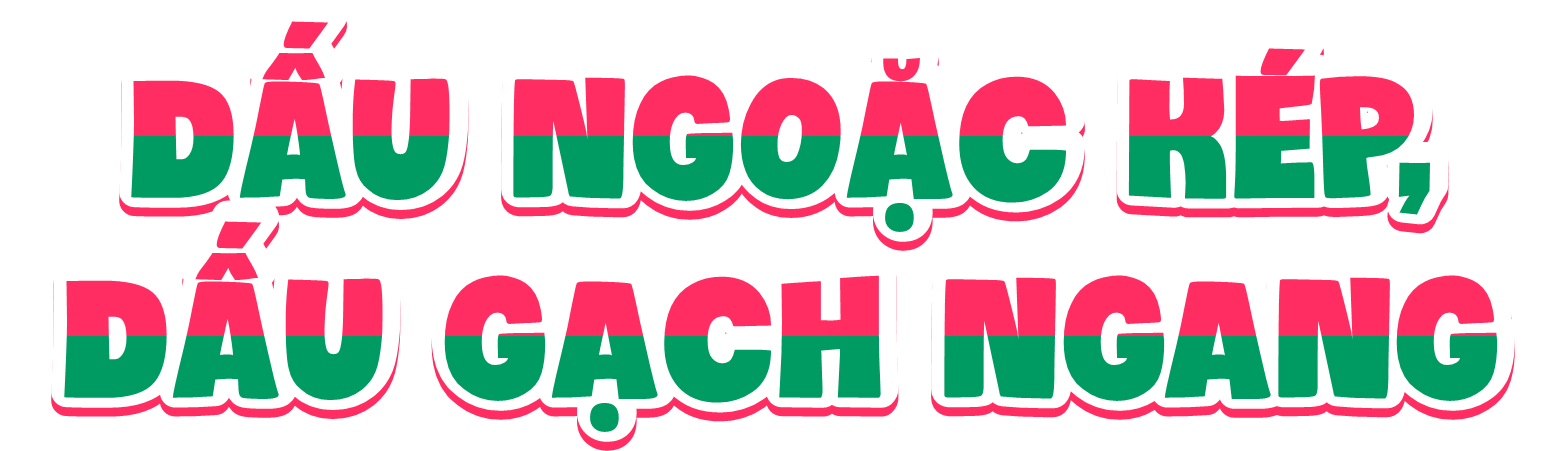 DẤU NGOẶC KÉP,
DẤU GẠCH NGANG